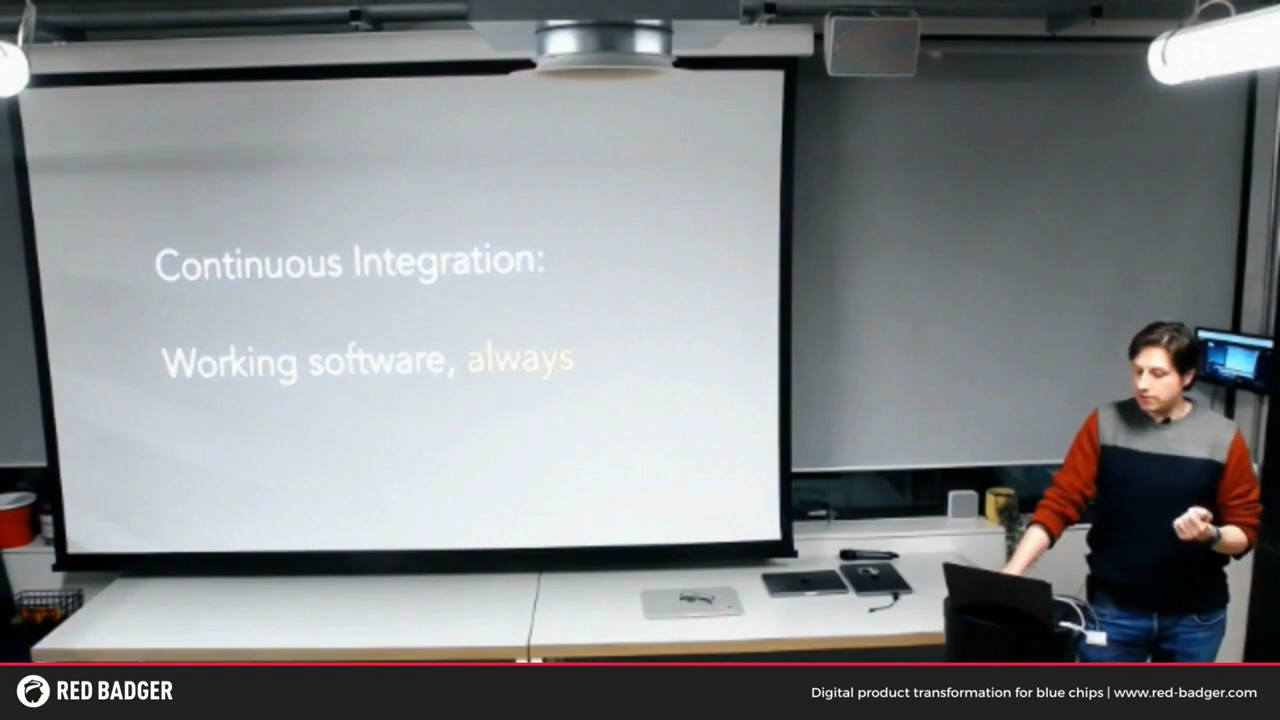 Continuous Integration:
Working software, always
RED BADGER
Digital product transformation for blue chips | www.red-badger.com